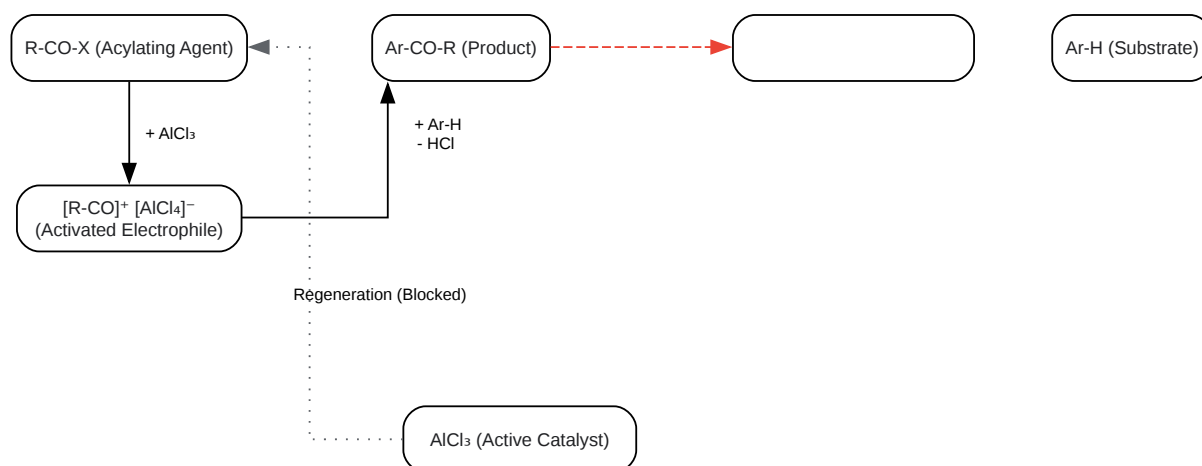 R-CO-X (Acylating Agent)
Ar-CO-R (Product)
Ar-H (Substrate)
+ AlCl₃
+ Ar-H
- HCl
[R-CO]⁺ [AlCl₄]⁻
(Activated Electrophile)
Regeneration (Blocked)
AlCl₃ (Active Catalyst)